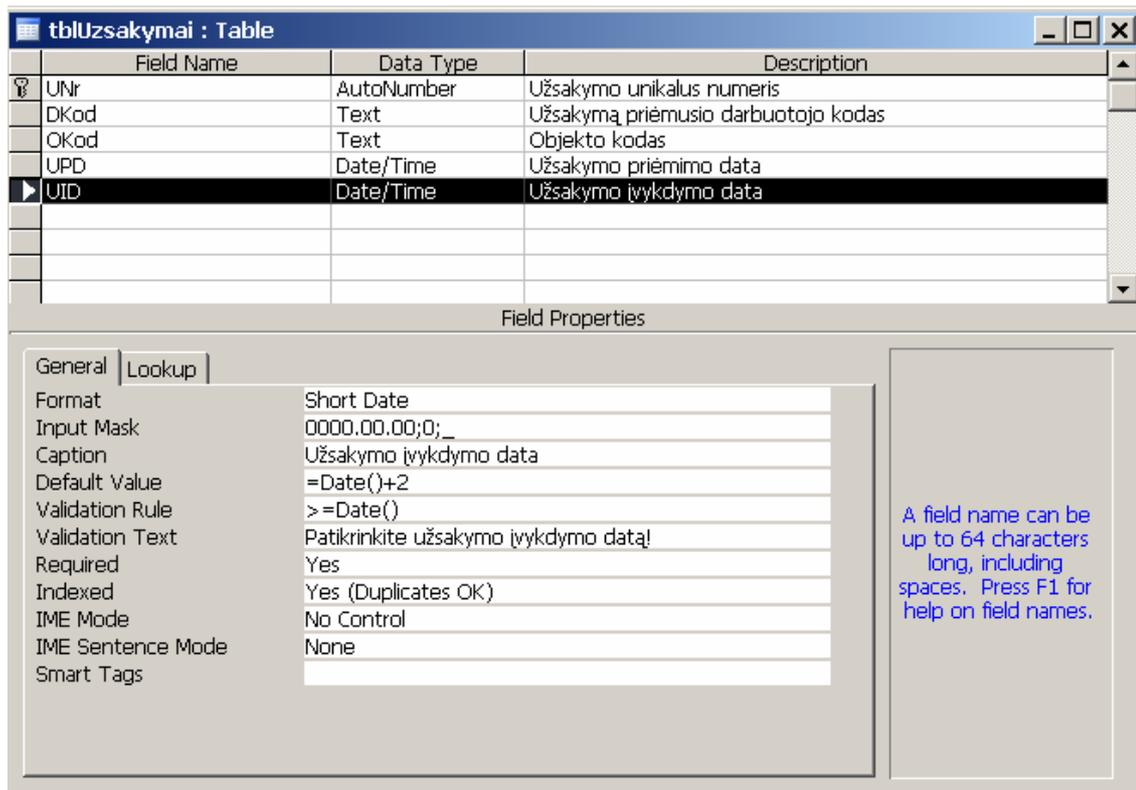 tblUzsakymai : Table
Field Name Data Type Description
UNr AutoNumber Užsakymo unikalus numeris
DKod Text Užsakymą priėmusio darbuotojo kodas
OKod Text Objekto kodas
UPD Date/Time Užsakymo priėmimo data
UID Date/Time Užsakymo įvykdymo data
Field Properties
General Lookup
Format Short Date
Input Mask 0000.00.00;0;_
Caption Užsakymo įvykdymo data
Default Value =Date()+2
Validation Rule >=Date()
Validation Text Patikrinkite užsakymo įvykdymo datą!
Required Yes
Indexed Yes (Duplicates OK)
IME Mode No Control
IME Sentence Mode None
Smart Tags
A field name can be
up to 64 characters
long, including
spaces. Press F1 for
help on field names.